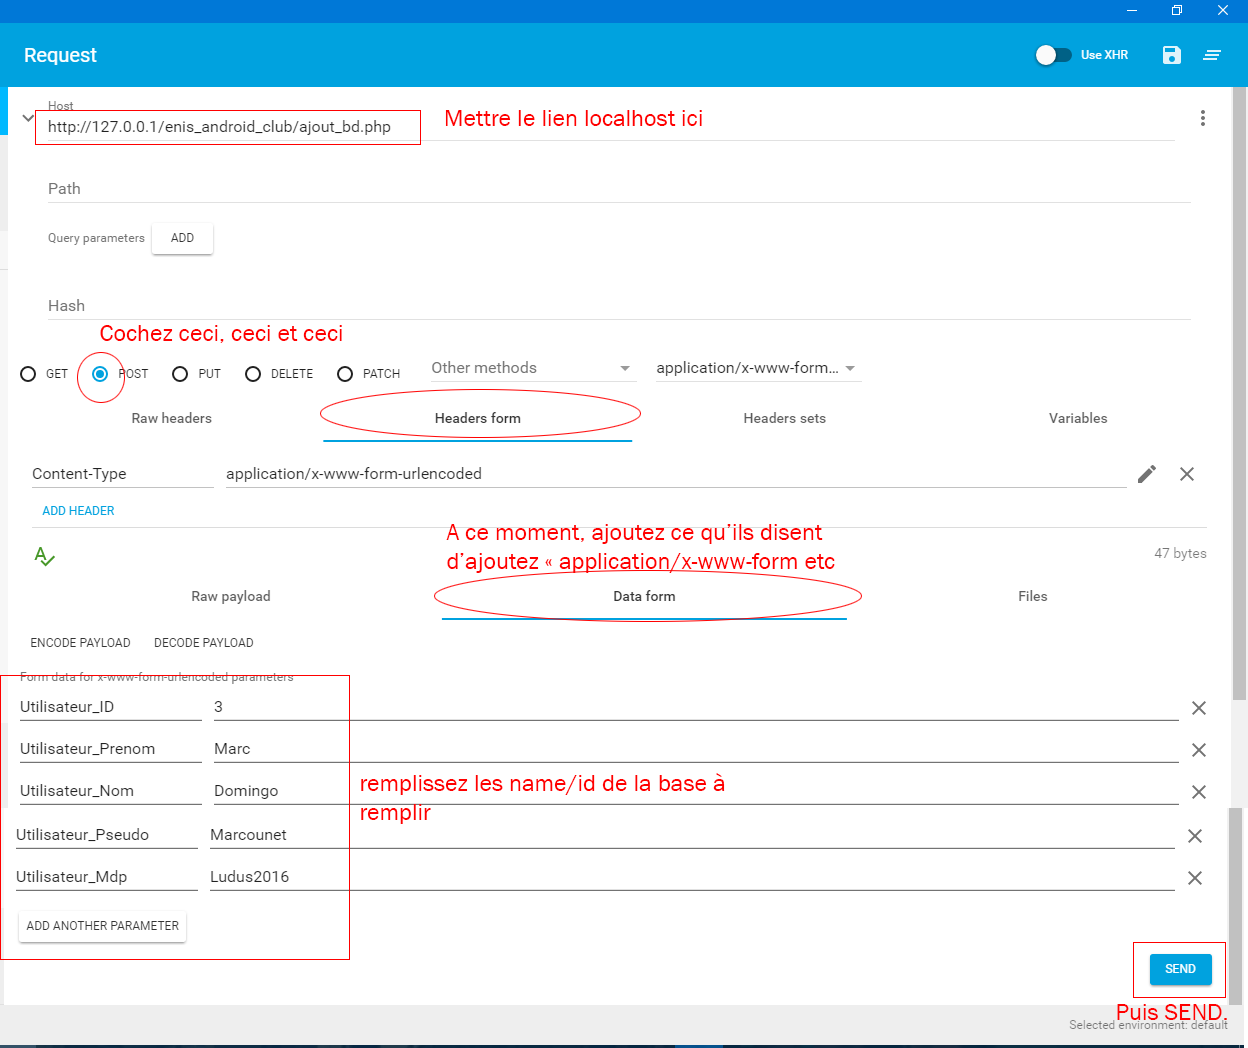 Request
Use XHR
Host
http://127.0.0.1/enis_android_club/ajout_bd.php
Mettre le lien localhost ici
Path
Query parameters ADD
Hash
Cochez ceci, ceci et ceci
GET POST PUT DELETE PATCH Other methods application/x-www-form...
Raw headers Headers form Headers sets Variables
Content-Type application/x-www-form-urlencoded
ADD HEADER
A ce moment, ajoutez ce qu’ils disent
d’ajoutez « application/x-www-form etc
47 bytes
Raw payload Data form Files
ENCODE PAYLOAD DECODE PAYLOAD
Form data for x-www-form-urlencoded parameters
Utilisateur_ID 3
Utilisateur_Prenom Marc
Utilisateur_Nom Domingo
remplissez les name/id de la base à
remplir
Utilisateur_Pseudo Marcounet
Utilisateur_Mdp Ludus2016
ADD ANOTHER PARAMETER
SEND
Puis SEND.
Selected environment: default